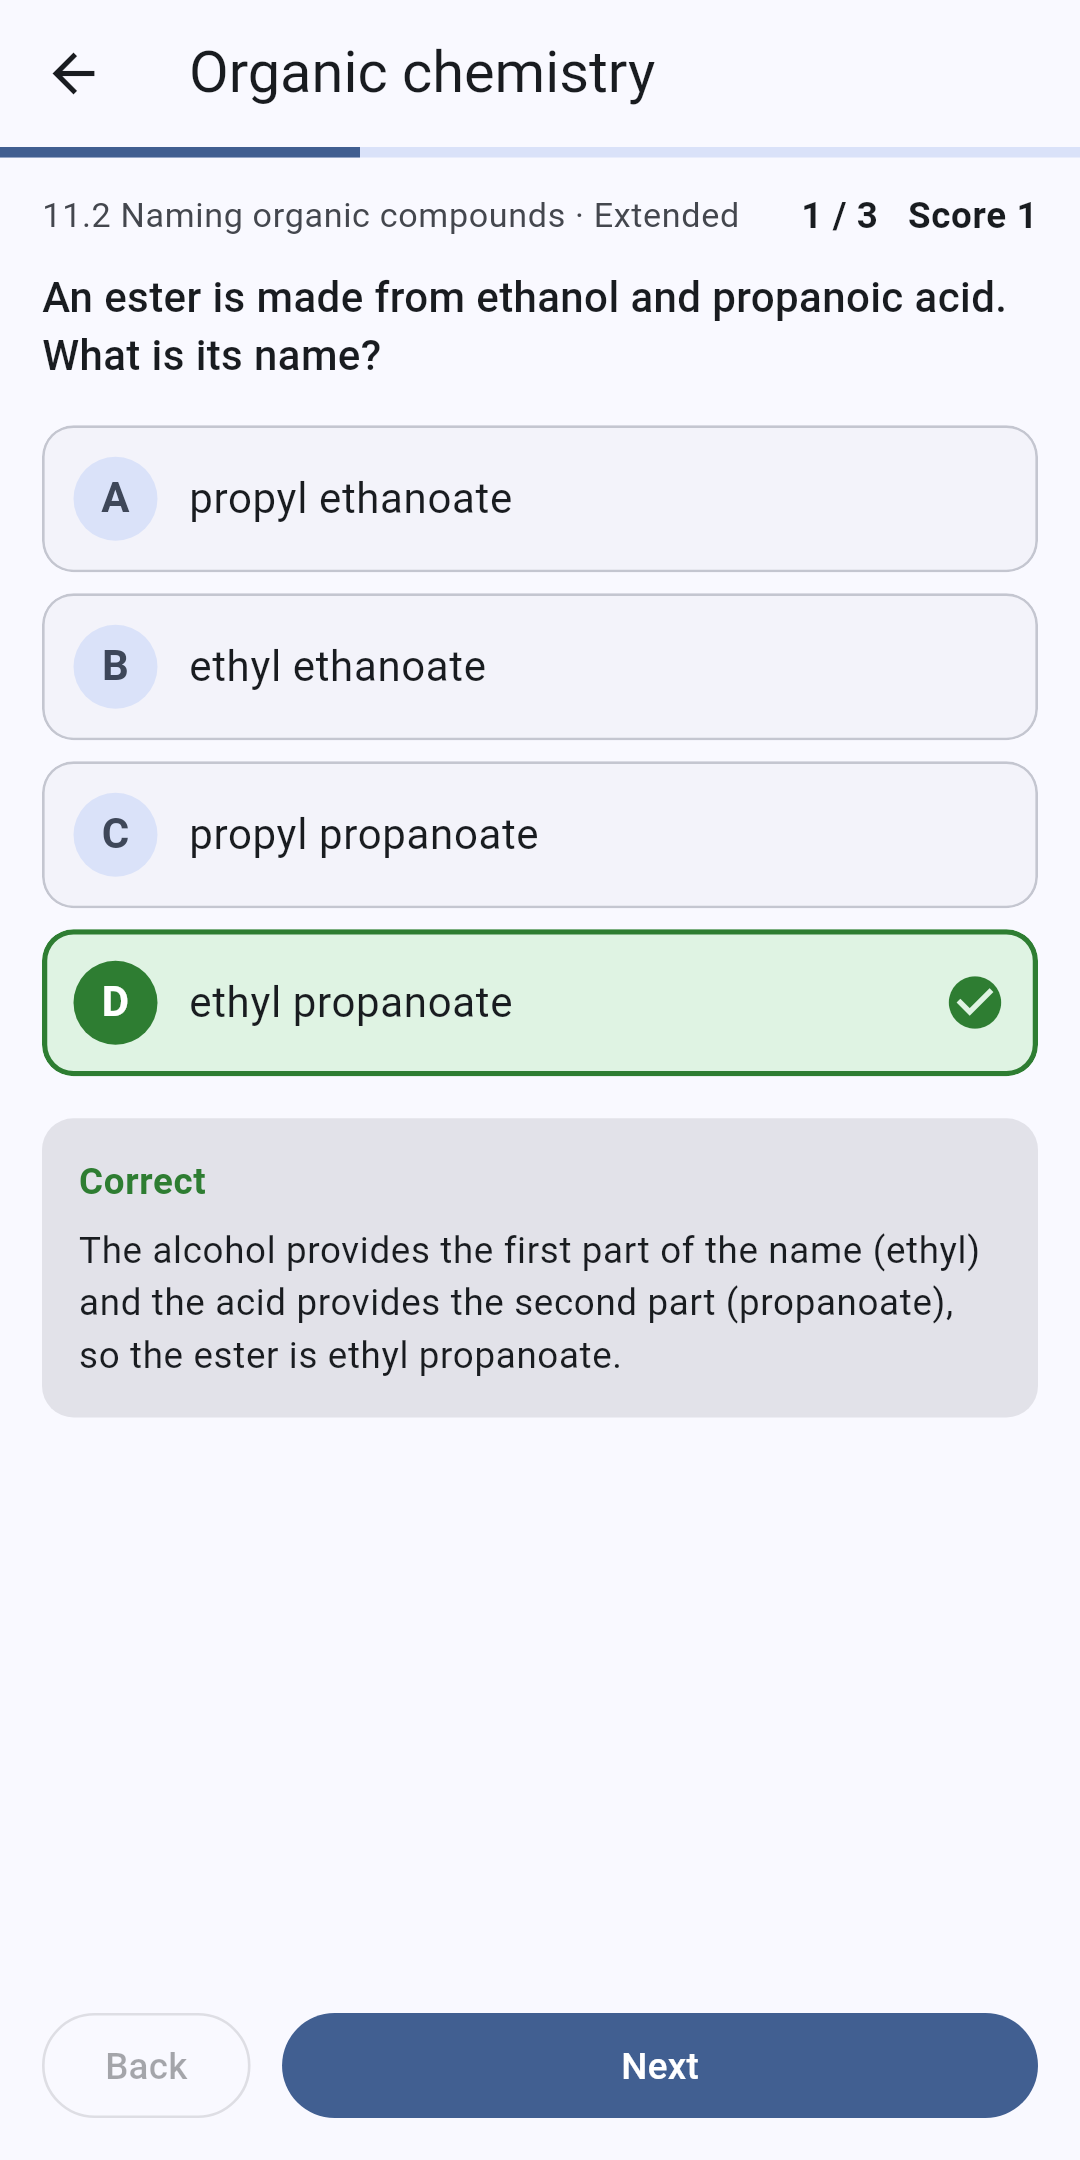 Organic chemistry
11.2 Naming organic compounds · Extended 1 / 3 Score 1
An ester is made from ethanol and propanoic acid.
What is its name?
A propyl ethanoate
B ethyl ethanoate
C propyl propanoate
D ethyl propanoate
Correct
The alcohol provides the first part of the name (ethyl)
and the acid provides the second part (propanoate),
so the ester is ethyl propanoate.
Back Next